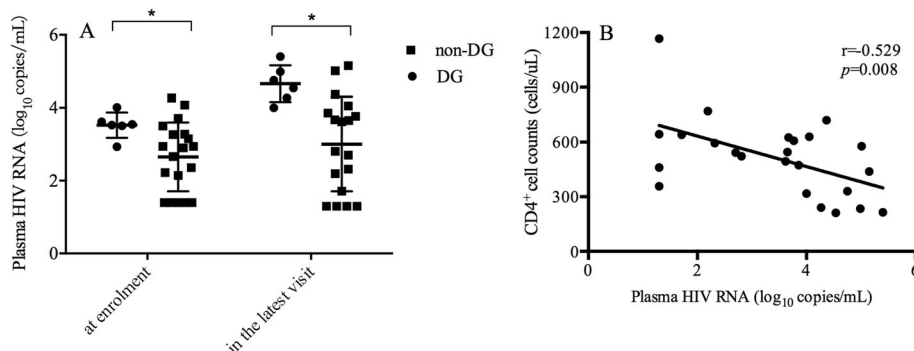 A
*
*
Plasma HIV RNA (log10 copies/mL)
6
4
2
0
at enrolment
in the latest visit
non-DG
DG
B
r=-0.529
p=0.008
CD4+ cell counts (cells/uL)
1200
900
600
300
0
0 2 4 6
Plasma HIV RNA (log10 copies/mL)